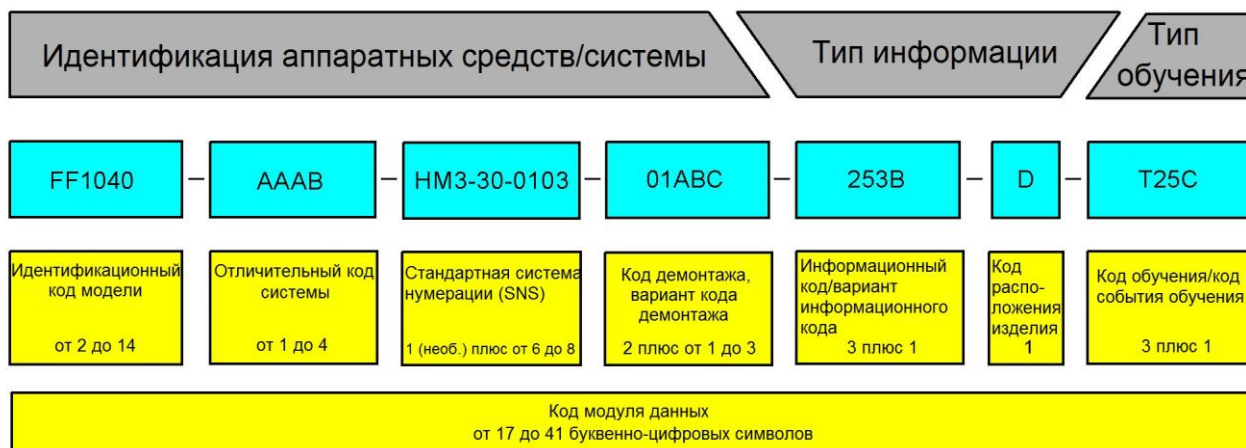 Идентификация аппаратных средств/системы
Тип информации
Тип
обучения
FF1040 – AAAB – HM3-30-0103 – 01ABC – 253B – D – T25C
Идентификационный
код модели
от 2 до 14
Отличительный код
системы
от 1 до 4
Стандартная система
нумерации (SNS)
1 (необ.) плюс от 6 до 8
Код демонтажа,
вариант кода
демонтажа
2 плюс от 1 до 3
Информационный
код/вариант
информационного
кода
3 плюс 1
Код
распо-
ложения
изделия
1
Код обучения/код
события обучения
3 плюс 1
Код модуля данных
от 17 до 41 буквенно-цифровых символов